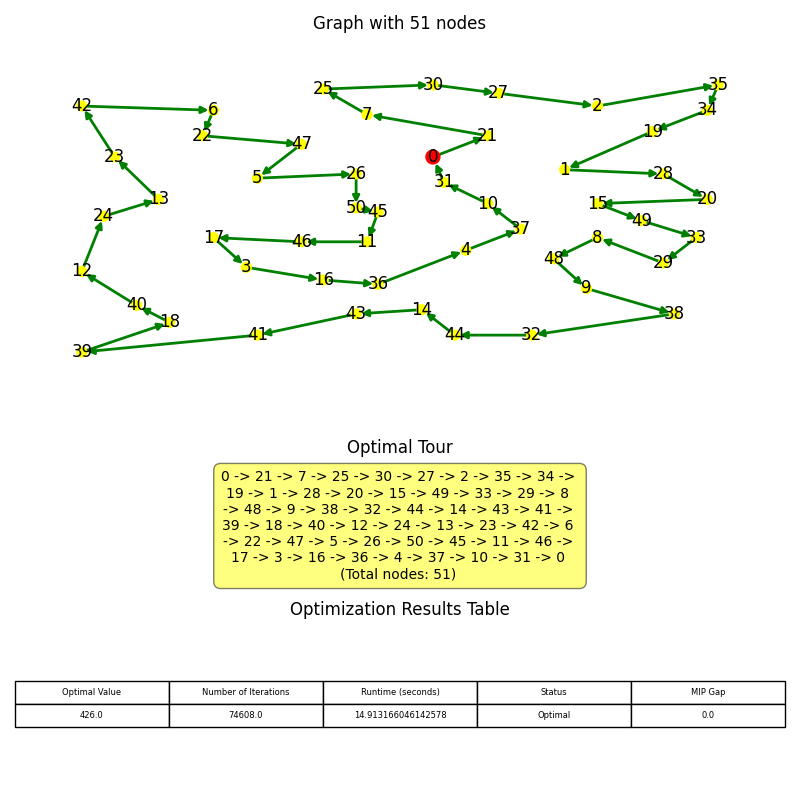 Graph with 51 nodes
25 30 27 2 35
42 6 7 34
22 47 21 19
23 0 1 28
5 26 31 20
13 50 45 10 15 49
24 17 46 11 37 8 33
3 4 48 29
12 16 36 9
40 18 43 14 38
39 41 44 32
Optimal Tour
0 -> 21 -> 7 -> 25 -> 30 -> 27 -> 2 -> 35 -> 34 ->
19 -> 1 -> 28 -> 20 -> 15 -> 49 -> 33 -> 29 -> 8
-> 48 -> 9 -> 38 -> 32 -> 44 -> 14 -> 43 -> 41 ->
39 -> 18 -> 40 -> 12 -> 24 -> 13 -> 23 -> 42 -> 6
-> 22 -> 47 -> 5 -> 26 -> 50 -> 45 -> 11 -> 46 ->
17 -> 3 -> 16 -> 36 -> 4 -> 37 -> 10 -> 31 -> 0
(Total nodes: 51)
Optimization Results Table
Optimal Value Number of Iterations Runtime (seconds) Status MIP Gap
426.0 74608.0 14.913166046142578 Optimal 0.0